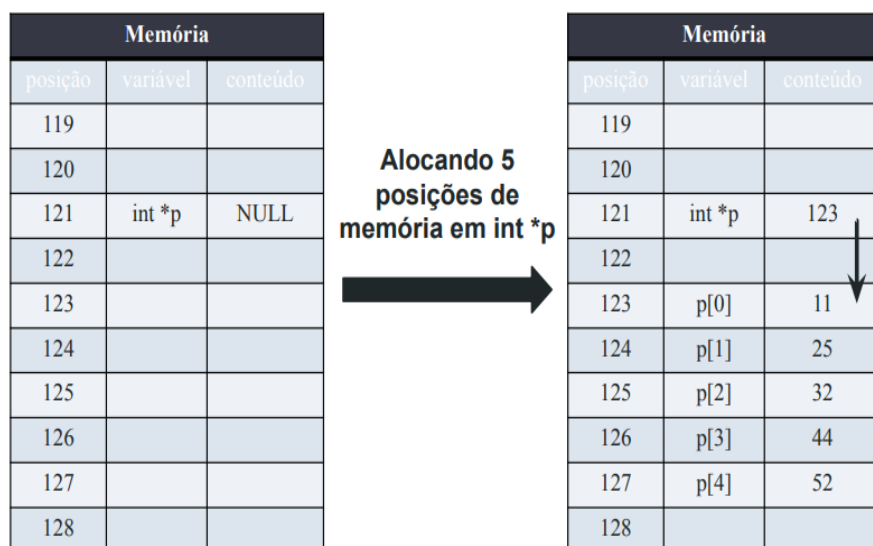 Memória
posição variável conteúdo
119
120
121 int *p NULL
122
123
124
125
126
127
128
Alocando 5
posições de
memória em int *p
Memória
posição variável conteúdo
119
120
121 int *p 123
122
123 p[0] 11
124 p[1] 25
125 p[2] 32
126 p[3] 44
127 p[4] 52
128